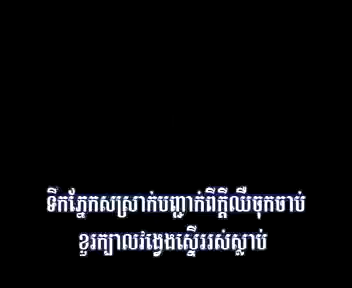 ទឹកភ្នែកសស្រាក់បញ្ជាក់ពីក្ដីឈឺចុកចាប់
ខួរក្បាលវង្វេងស្ទើររស់ស្លាប់